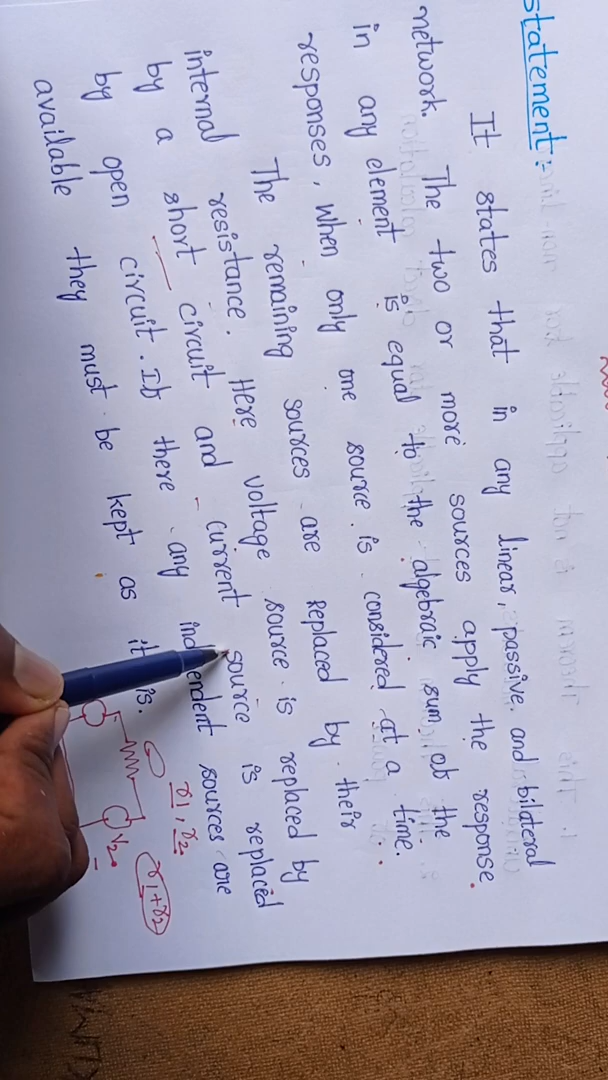 statement:-
It states that in any linear, passive and bilateral
network. The two or more sources apply the response
in any element is equal to the algebraic sum of the
responses, when only one source is considered at a time.
The remaining sources are Replaced by their
internal resistance. Here voltage source is replaced by
by a short circuit and current source is replaced
by open circuit. If there any independent sources are
available they must be kept as it is.
r1, r2
V2
r1+r2